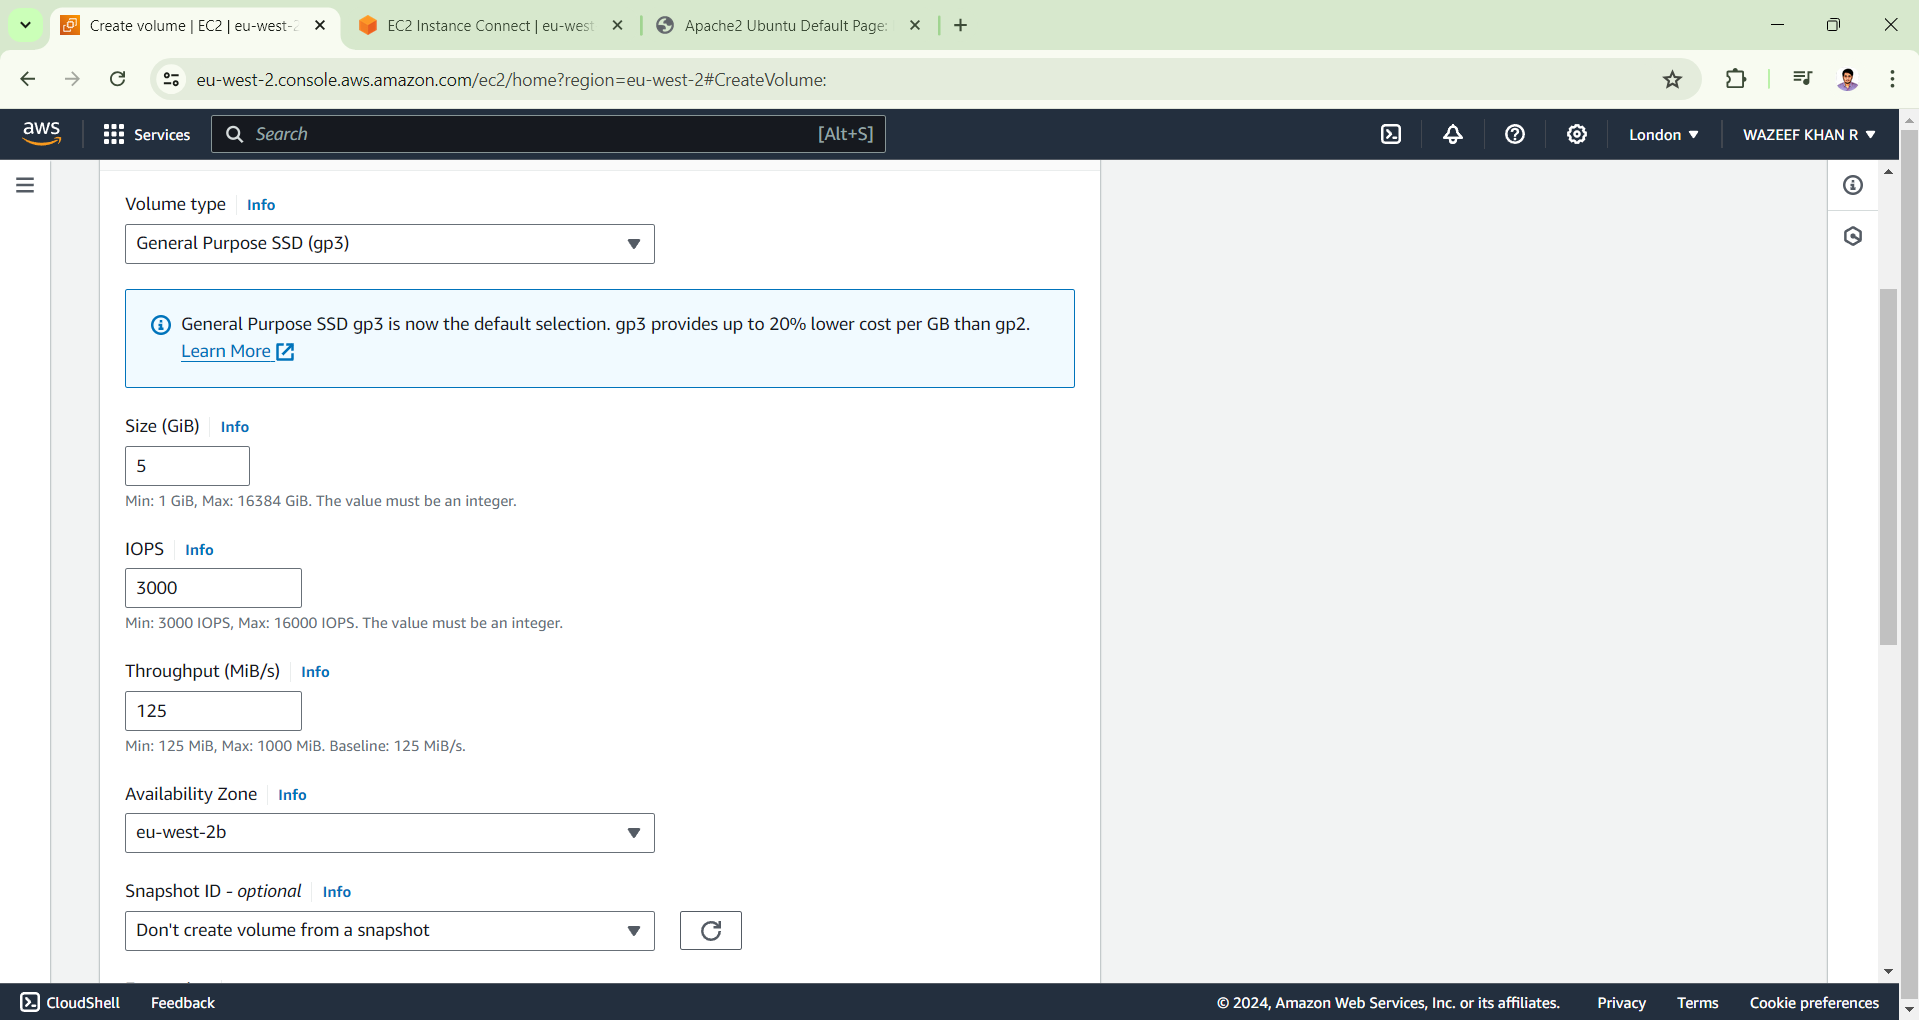 Create volume | EC2 | eu-west-2
EC2 Instance Connect | eu-west
Apache2 Ubuntu Default Page:
eu-west-2.console.aws.amazon.com/ec2/home?region=eu-west-2#CreateVolume:
aws
Services
Search
[Alt+S]
London
WAZEEF KHAN R
Volume type
Info
General Purpose SSD (gp3)
General Purpose SSD gp3 is now the default selection. gp3 provides up to 20% lower cost per GB than gp2.
Learn More
Size (GiB)
Info
5
Min: 1 GiB, Max: 16384 GiB. The value must be an integer.
IOPS
Info
3000
Min: 3000 IOPS, Max: 16000 IOPS. The value must be an integer.
Throughput (MiB/s)
Info
125
Min: 125 MiB, Max: 1000 MiB. Baseline: 125 MiB/s.
Availability Zone
Info
eu-west-2b
Snapshot ID - optional
Info
Don't create volume from a snapshot
CloudShell
Feedback
© 2024, Amazon Web Services, Inc. or its affiliates.
Privacy
Terms
Cookie preferences